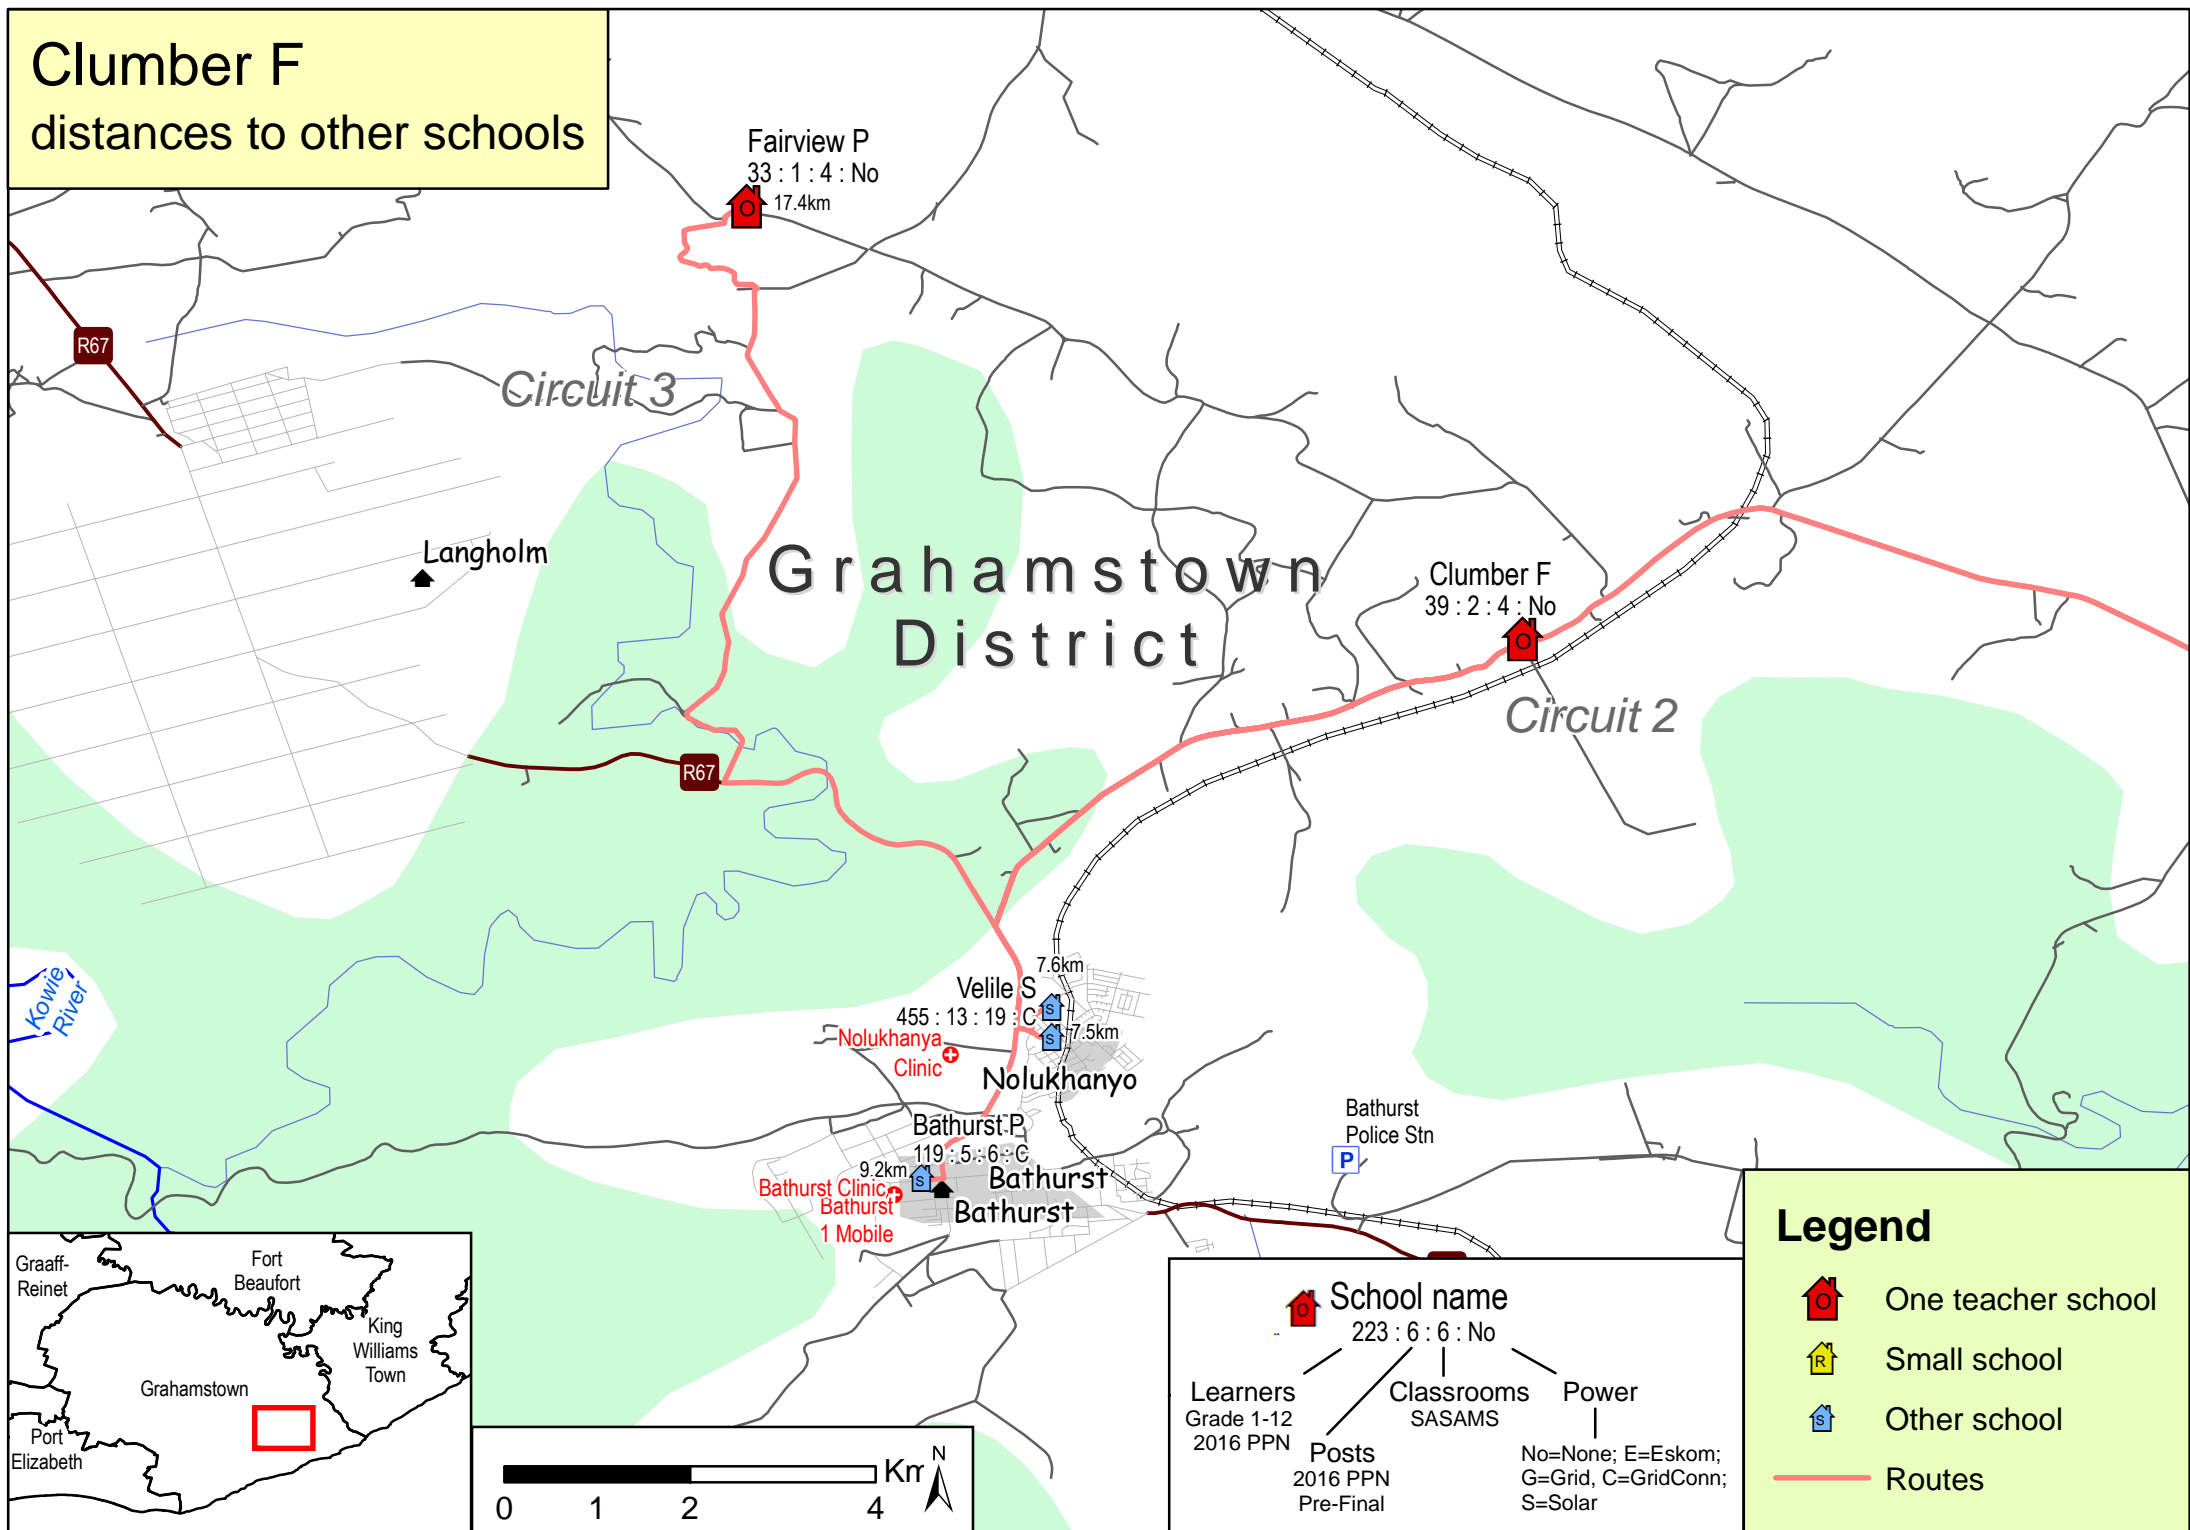 Clumber F
distances to other schools
Fairview P
33 : 1 : 4 : No
17.4km
R67
Circuit 3
Langholm
Grahamstown
District
Clumber F
39 : 2 : 4 : No
Circuit 2
R67
Kowie
River
7.6km
Velile S
455 : 13 : 19 : C
7.5km
Nolukhanya
Clinic
Nolukhanyo
Bathurst P
119 : 5 : 6 : C
9.2km
Bathurst
Bathurst Clinic
Bathurst
1 Mobile
Bathurst
Bathurst
Police Stn
P
Graaff-
Reinet
Fort
Beaufort
King
Williams
Town
Grahamstown
Port
Elizabeth
0 1 2 4
Km
N
School name
223 : 6 : 6 : No
Learners
Grade 1-12
2016 PPN
Posts
2016 PPN
Pre-Final
Classrooms
SASAMS
Power
No=None; E=Eskom;
G=Grid, C=GridConn;
S=Solar
Legend
O One teacher school
R Small school
S Other school
Routes